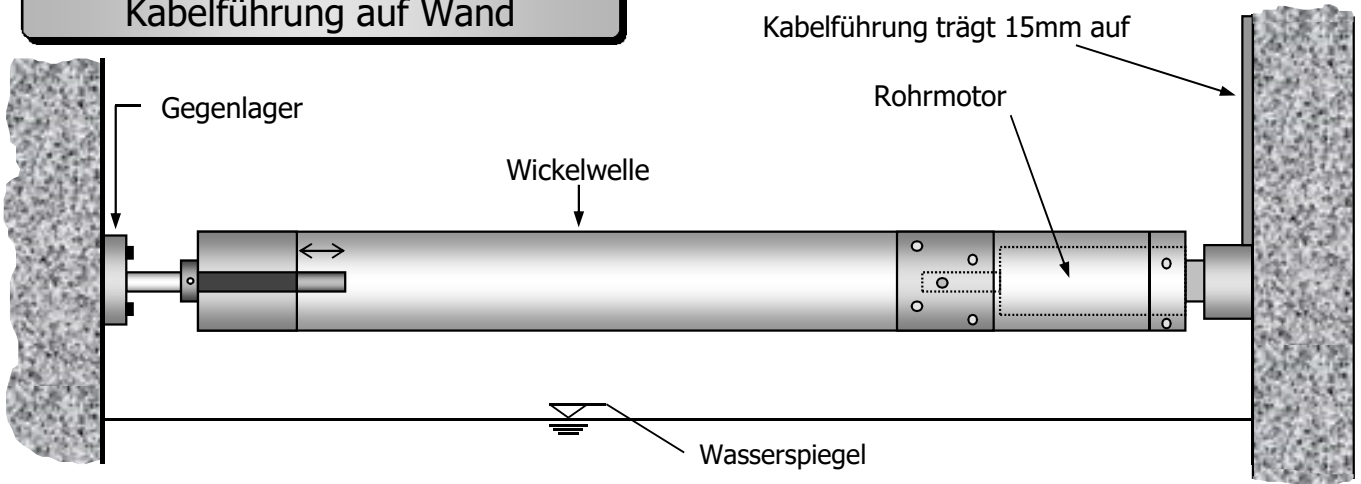 Kabelführung auf Wand
Kabelführung trägt 15mm auf
Gegenlager
Rohrmotor
Wickelwelle
Wasserspiegel